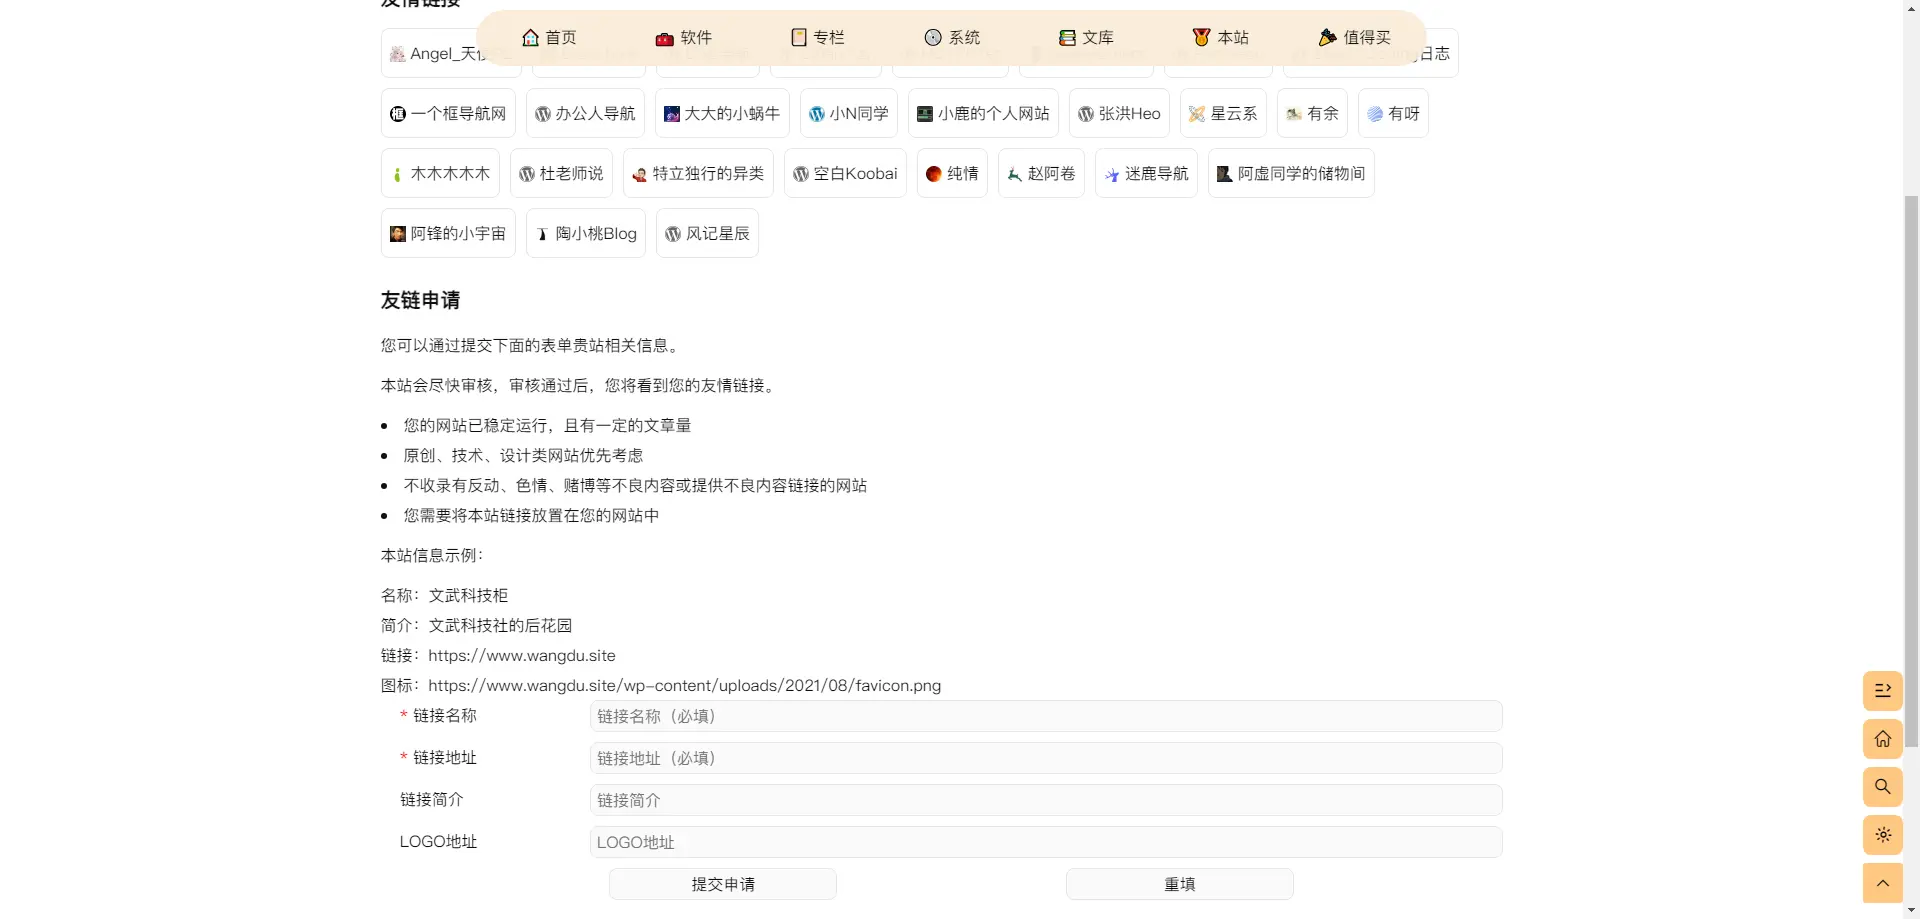 友情链接
首页 软件 专栏 系统 文库 本站 值得买
Angel_天使 日志
一个框导航网 办公人导航 大大的小蜗牛 小N同学 小鹿的个人网站 张洪Heo 星云系 有余 有呀
木木木木木 杜老师说 特立独行的异类 空白Koobai 纯情 赵阿卷 迷鹿导航 阿虚同学的储物间
阿锋的小宇宙 陶小桃Blog 风记星辰
友链申请
您可以通过提交下面的表单贵站相关信息。
本站会尽快审核，审核通过后，您将看到您的友情链接。
• 您的网站已稳定运行，且有一定的文章量
• 原创、技术、设计类网站优先考虑
• 不收录有反动、色情、赌博等不良内容或提供不良内容链接的网站
• 您需要将本站链接放置在您的网站中
本站信息示例：
名称：文武科技柜
简介：文武科技社的后花园
链接：https://www.wangdu.site
图标：https://www.wangdu.site/wp-content/uploads/2021/08/favicon.png
* 链接名称 链接名称（必填）
* 链接地址 链接地址（必填）
链接简介 链接简介
LOGO地址 LOGO地址
提交申请 重填